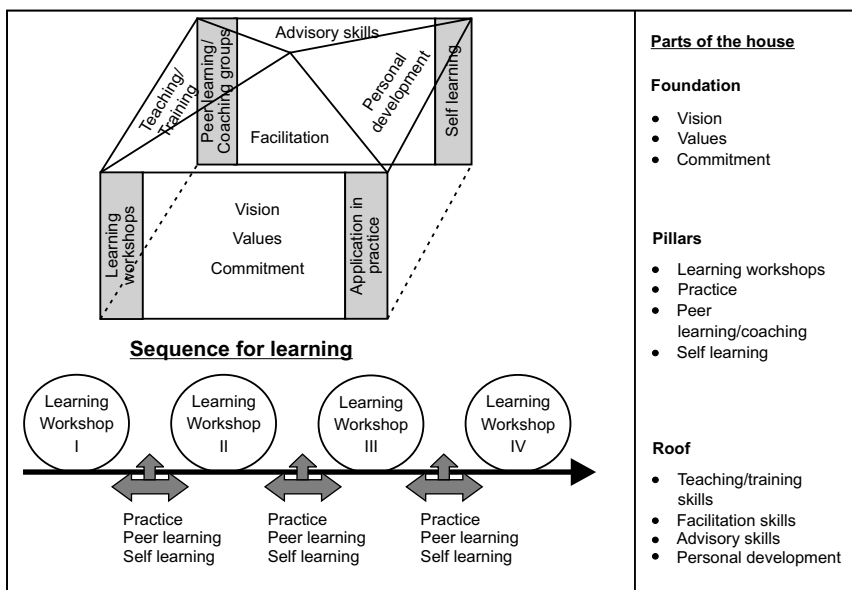 Advisory skills
Teaching/
Training
Peer learning/
Coaching groups
Personal
development
Self learning
Facilitation
Learning
workshops
Vision
Values
Commitment
Application in
practice
Sequence for learning
Learning
Workshop
I
Learning
Workshop
II
Learning
Workshop
III
Learning
Workshop
IV
Practice
Peer learning
Self learning
Practice
Peer learning
Self learning
Practice
Peer learning
Self learning
Parts of the house
Foundation
• Vision
• Values
• Commitment
Pillars
• Learning workshops
• Practice
• Peer
learning/coaching
• Self learning
Roof
• Teaching/training
skills
• Facilitation skills
• Advisory skills
• Personal development